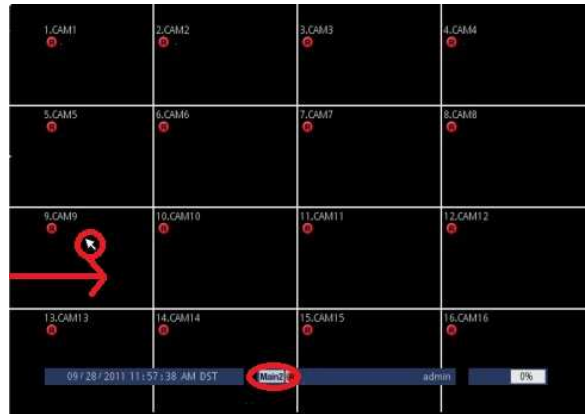 1.CAM1 2.CAM2 3.CAM3 4.CAM4
R R R R
5.CAM5 6.CAM6 7.CAM7 8.CAM8
R R R R
9.CAM9 10.CAM10 11.CAM11 12.CAM12
R R R R
13.CAM13 14.CAM14 15.CAM15 16.CAM16
R R R R
09/28/2011 11:57:38 AM DST Main2 admin 0%